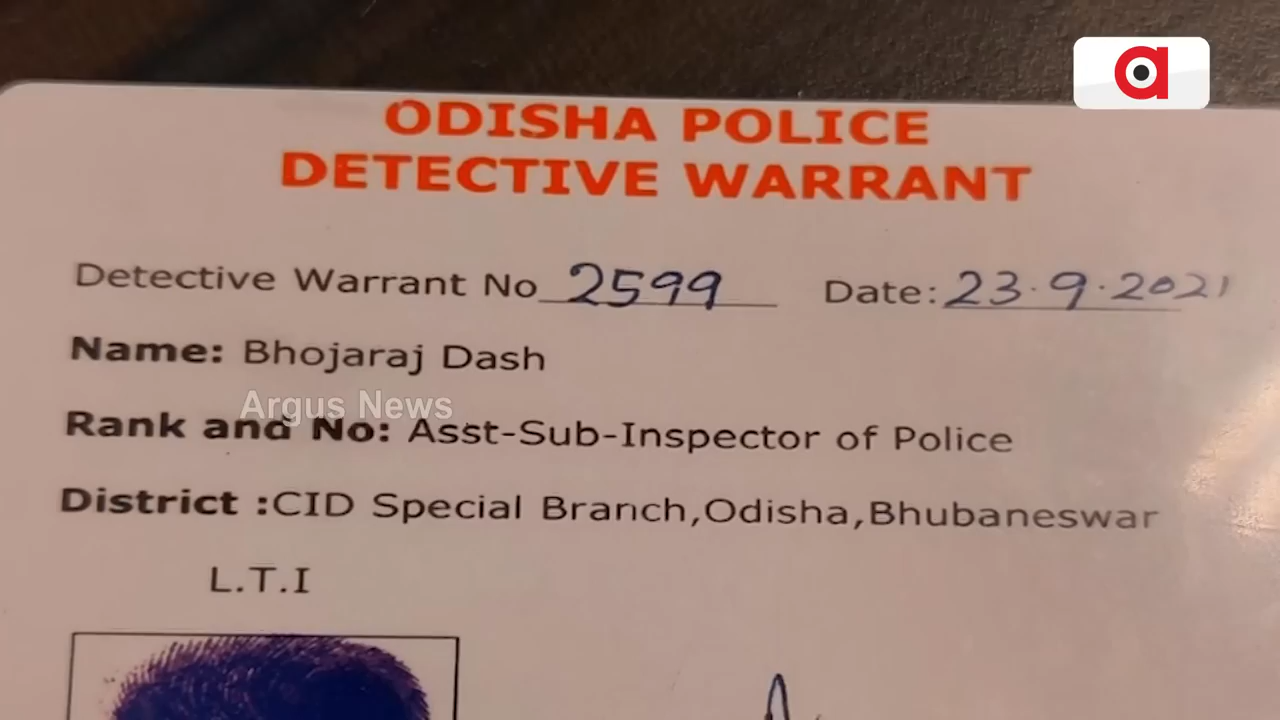 ODISHA POLICE
DETECTIVE WARRANT
Detective Warrant No 2599 Date: 23.9.2021
Name: Bhojaraj Dash
Argus News
Rank and No: Asst-Sub-Inspector of Police
District :CID Special Branch,Odisha,Bhubaneswar
L.T.I